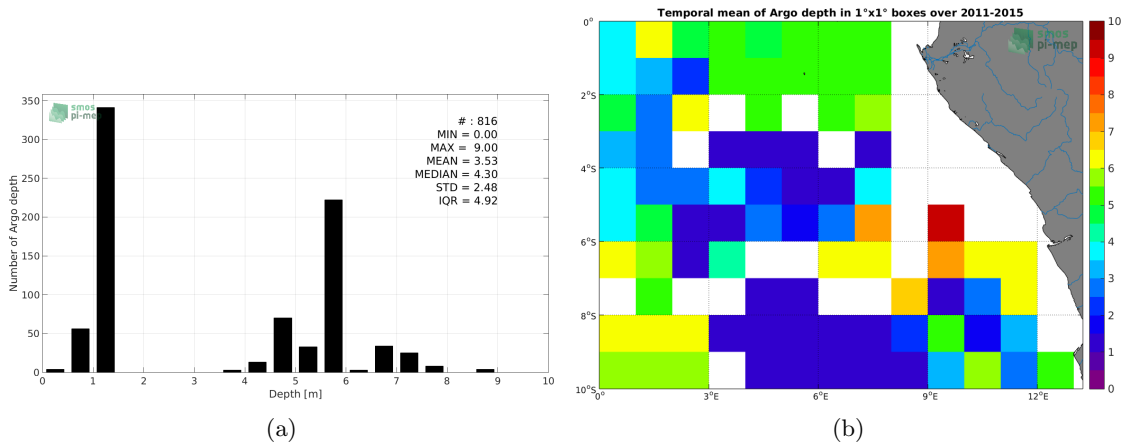 smos
pi-mep
# : 816
MIN = 0.00
MAX = 9.00
MEAN = 3.53
MEDIAN = 4.30
STD = 2.48
IQR = 4.92
Number of Argo depth
350
300
250
200
150
100
50
0
0 1 2 3 4 5 6 7 8 9 10
Depth [m]
(a)
Temporal mean of Argo depth in 1°x1° boxes over 2011-2015
smos
pi-mep
0°
2°S
4°S
6°S
8°S
10°S
0° 3°E 6°E 9°E 12°E
10
9
8
7
6
5
4
3
2
1
0
(b)